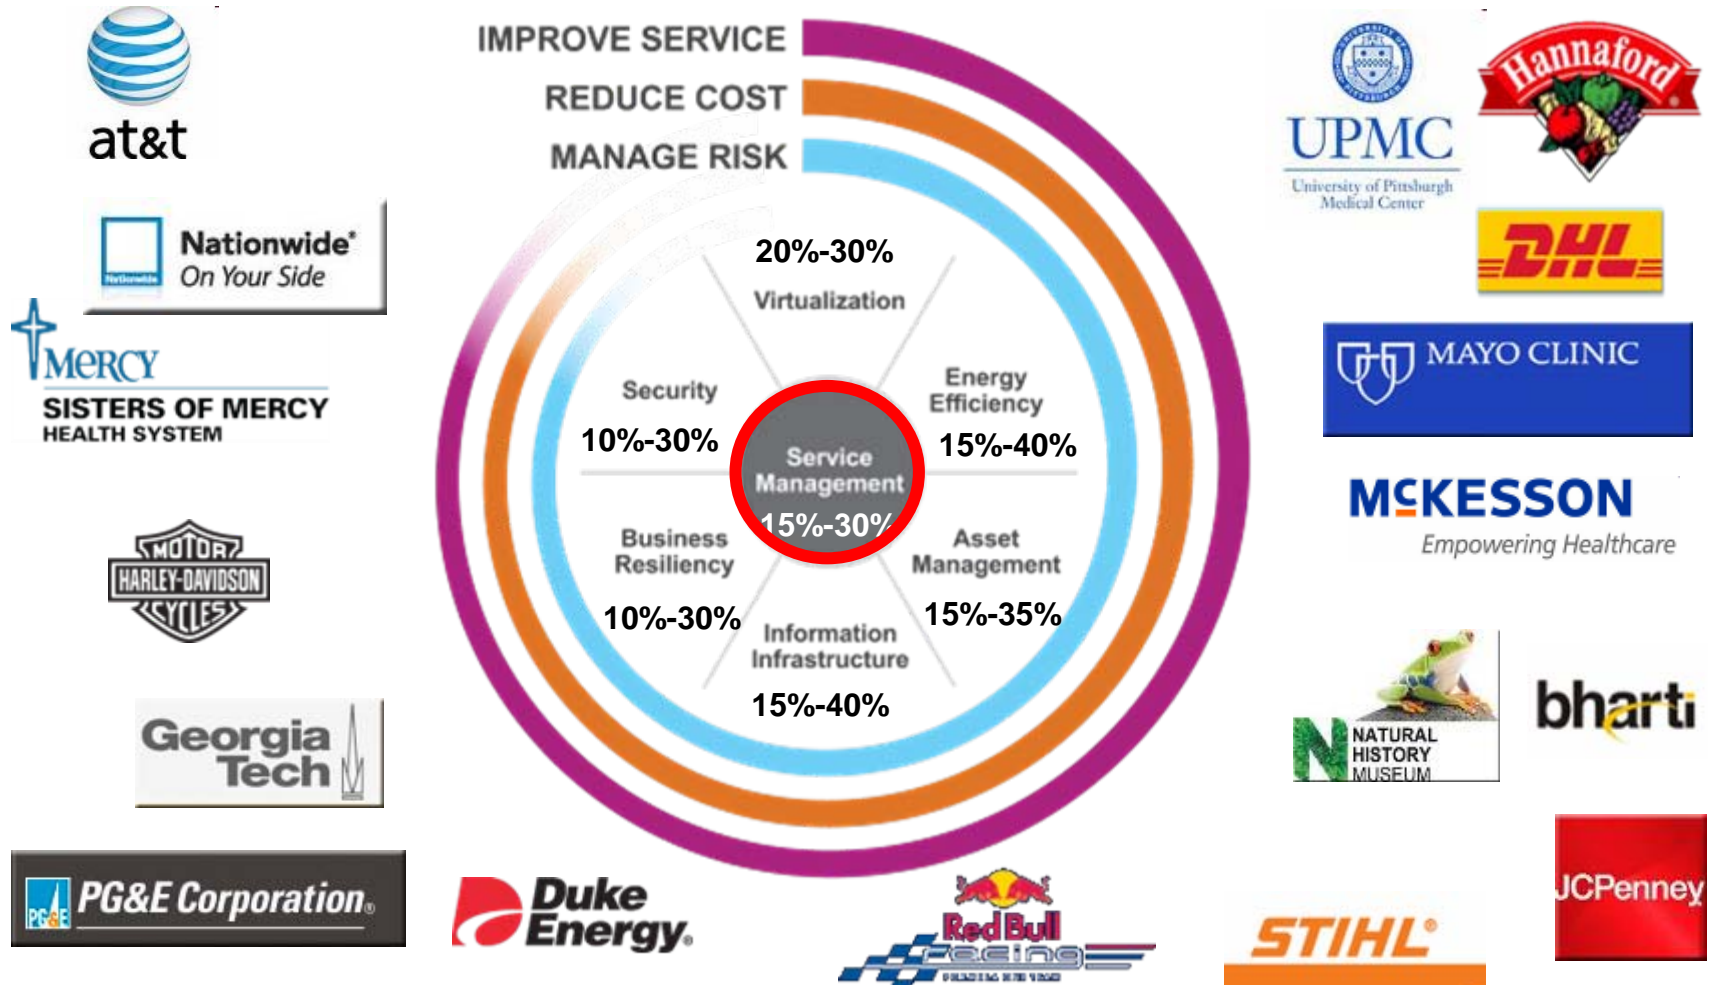 at&t
Nationwide®
On Your Side
Nationwide
MERCY
SISTERS OF MERCY
HEALTH SYSTEM
MOTOR
HARLEY-DAVIDSON
CYCLES
Georgia
Tech
PG&E
PG&E Corporation®
IMPROVE SERVICE
REDUCE COST
MANAGE RISK
20%-30%
Virtualization
Security
10%-30%
Energy
Efficiency
15%-40%
Service
Management
15%-30%
Business
Resiliency
10%-30%
Asset
Management
15%-35%
Information
Infrastructure
15%-40%
Duke
Energy®
Red Bull
racing
UPMC
University of Pittsburgh
Medical Center
Hannaford
DHL
MAYO CLINIC
MCKESSON
Empowering Healthcare
NATURAL
HISTORY
MUSEUM
bharti
STIHL®
JCPenney